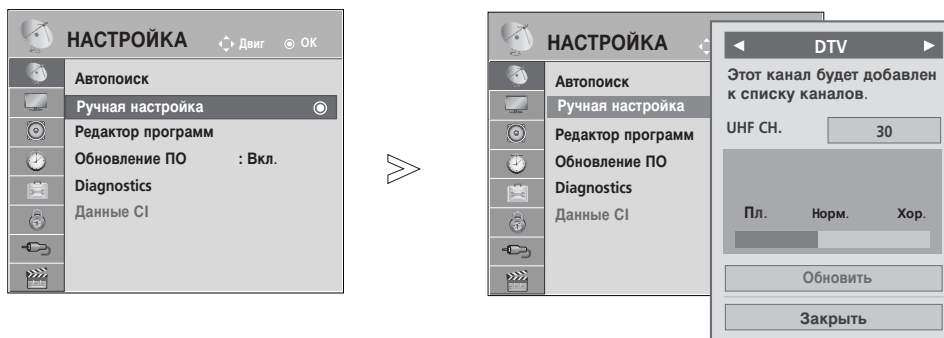 НАСТРОЙКА Двиг ОК
Автопоиск
Ручная настройка
Редактор программ
Обновление ПО : Вкл.
Diagnostics
Данные CI
НАСТРОЙКА
Автопоиск
Ручная настройка
Редактор программ
Обновление ПО
Diagnostics
Данные CI
DTV
Этот канал будет добавлен
к списку каналов.
UHF CH. 30
Пл. Норм. Хор.
Обновить
Закрыть